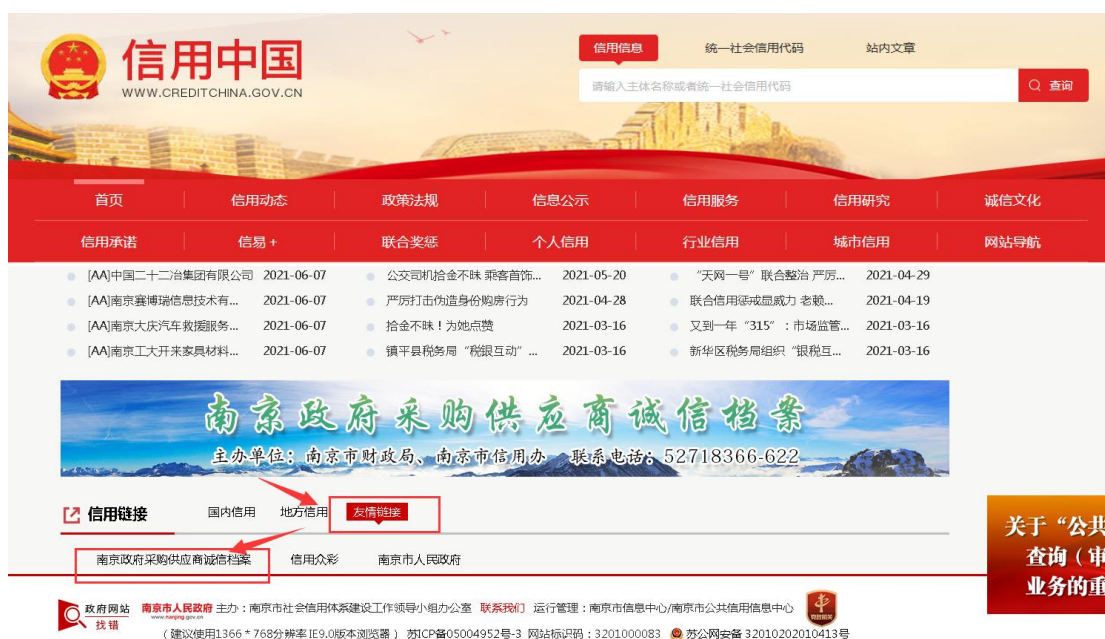 信用中国
WWW.CREDITCHINA.GOV.CN
信用信息 统一社会信用代码 站内文章
请输入主体名称或者统一社会信用代码 查询
首页 信用动态 政策法规 信息公示 信用服务 信用研究 诚信文化
信用承诺 信易+ 联合奖惩 个人信用 行业信用 城市信用 网站导航
[AA]中国二十二冶集团有限公司 2021-06-07 公交司机拾金不昧 乘客首饰... 2021-05-20 “天网一号”联合整治 严厉... 2021-04-29
[AA]南京赛博瑞信息技术有... 2021-06-07 严厉打击伪造身份购房行为 2021-04-28 联合信用惩戒显威力 老赖... 2021-04-19
[AA]南京大庆汽车救援服务... 2021-06-07 拾金不昧！为她点赞 2021-03-16 又到一年“315”：市场监管... 2021-03-16
[AA]南京工大开来家具材料... 2021-06-07 镇平县税务局“税银互动”... 2021-03-16 新华区税务局组织“银税互... 2021-03-16
南京政府采购供应商诚信档案
主办单位：南京市财政局、南京市信用办 联系电话：52718366-622
信用链接 国内信用 地方信用 友情链接
南京政府采购供应商诚信档案 信用众彩 南京市人民政府
关于“公共
查询（审
业务的重
政府网站
找错
南京市人民政府 主办：南京市社会信用体系建设工作领导小组办公室 联系我们 运行管理：南京市信息中心/南京市公共信用信息中心
www.nanjing.gov.cn
党政机关
（建议使用1366*768分辨率 IE9.0版本浏览器） 苏ICP备05004952号-3 网站标识码：3201000083 苏公网安备 32010202010413号